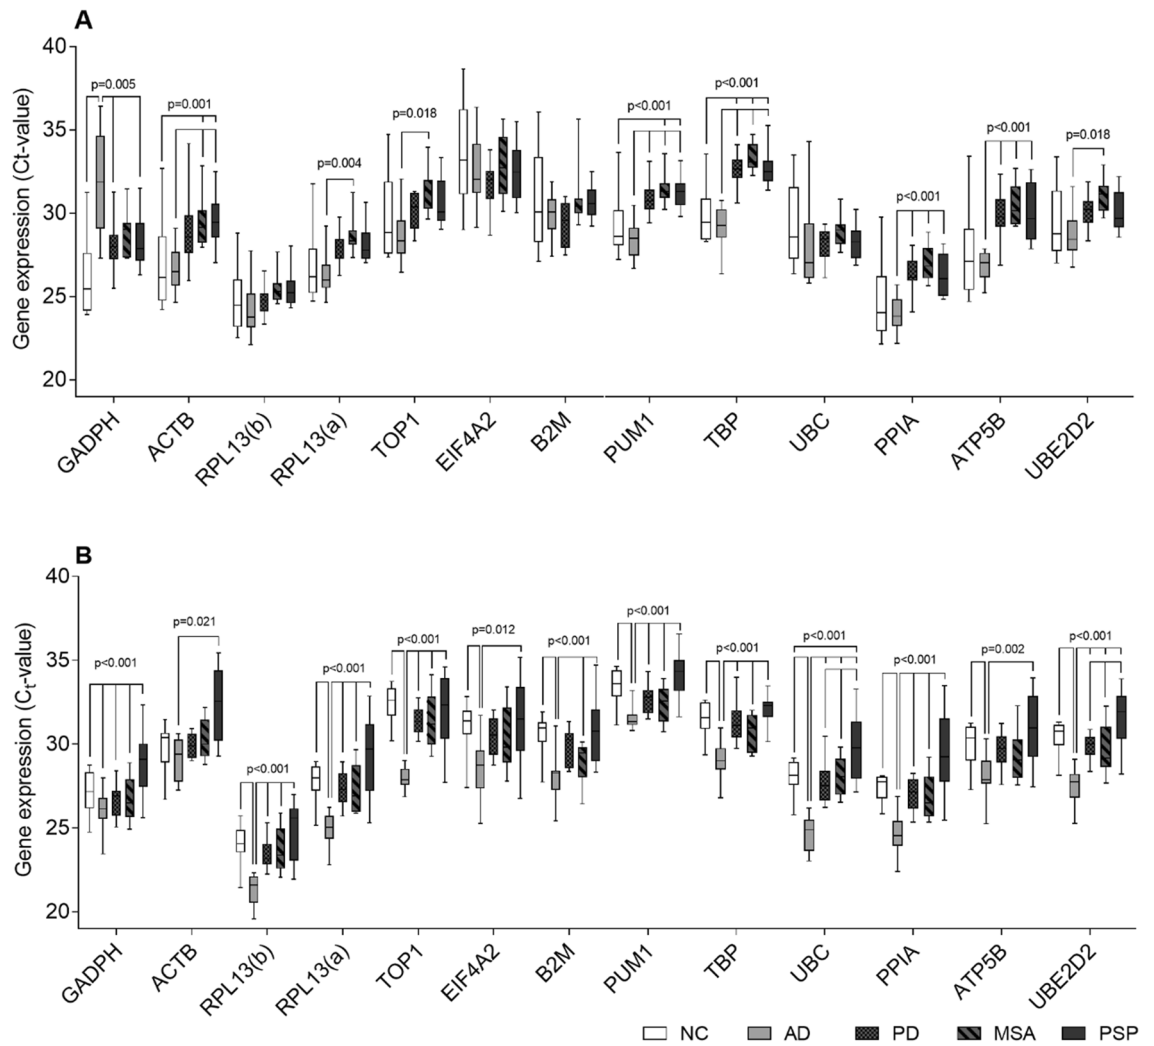 A
Gene expression (Ct-value)
40
35
30
25
20
p=0.005
p=0.001
p=0.004
p=0.018
p<0.001
p<0.001
p<0.001
p<0.001
p=0.018
GADPH
ACTB
RPL13(b)
RPL13(a)
TOP1
EIF4A2
B2M
PUM1
TBP
UBC
PPIA
ATP5B
UBE2D2
B
Gene expression (Ct-value)
40
35
30
25
20
p<0.001
p=0.021
p<0.001
p<0.001
p<0.001
p=0.012
p<0.001
p<0.001
p<0.001
p<0.001
p<0.001
p=0.002
p<0.001
GADPH
ACTB
RPL13(b)
RPL13(a)
TOP1
EIF4A2
B2M
PUM1
TBP
UBC
PPIA
ATP5B
UBE2D2
NC AD PD MSA PSP